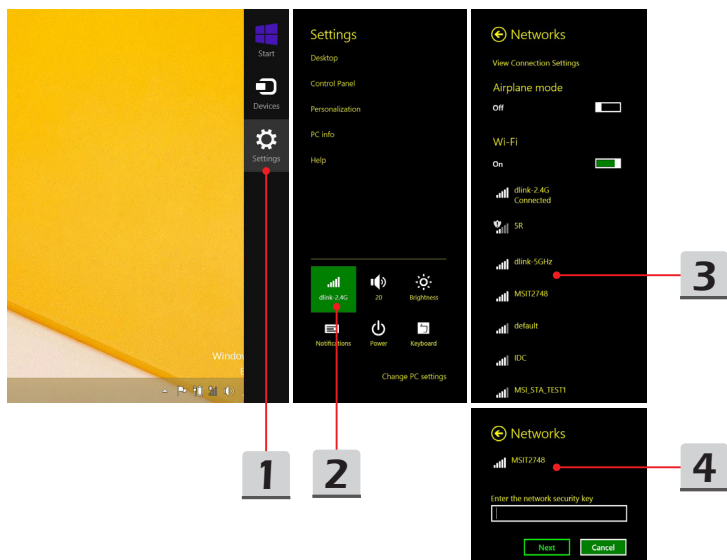 Start
Devices
Settings
Settings
Desktop
Control Panel
Personalization
PC info
Help
dlink-2.4G
20
Brightness
Notifications
Power
Keyboard
Change PC settings
Networks
View Connection Settings
Airplane mode
Off
Wi-Fi
On
dlink-2.4G
Connected
5R
dlink-5GHz
MSIT2748
default
IDC
MSI_STA_TEST1
Networks
MSIT2748
Enter the network security key
Next
Cancel
1
2
3
4